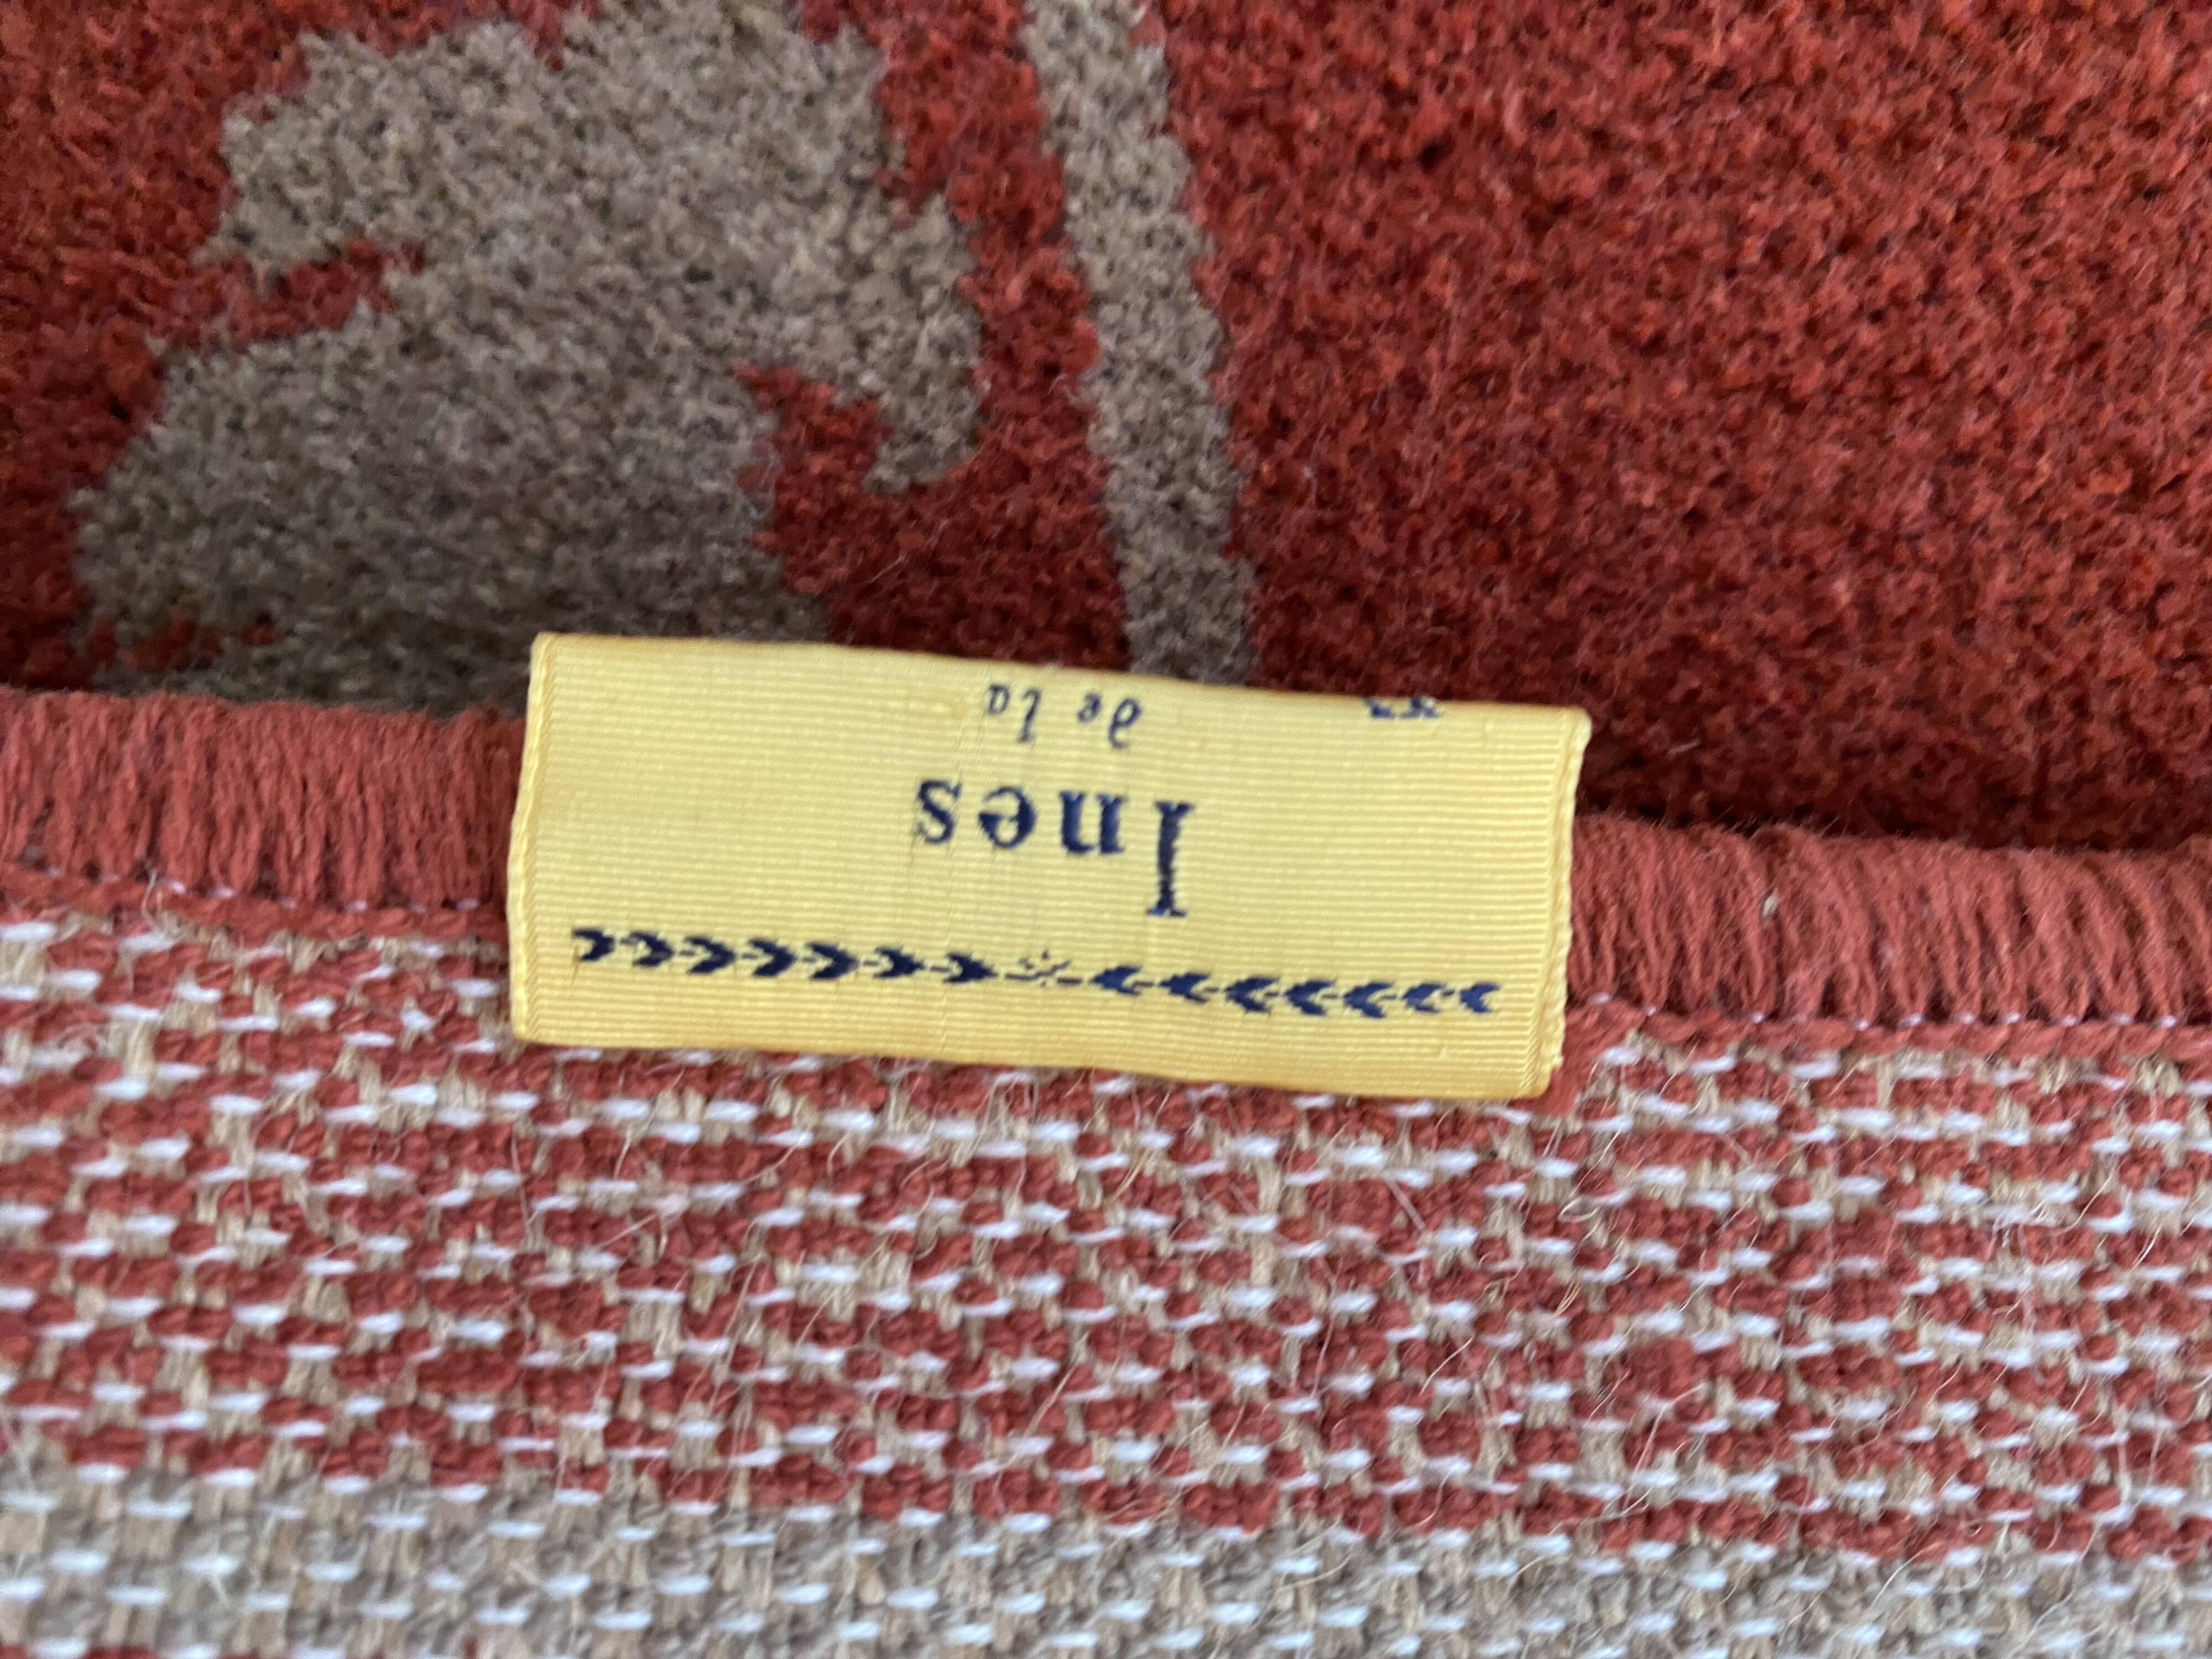 Ines
de la